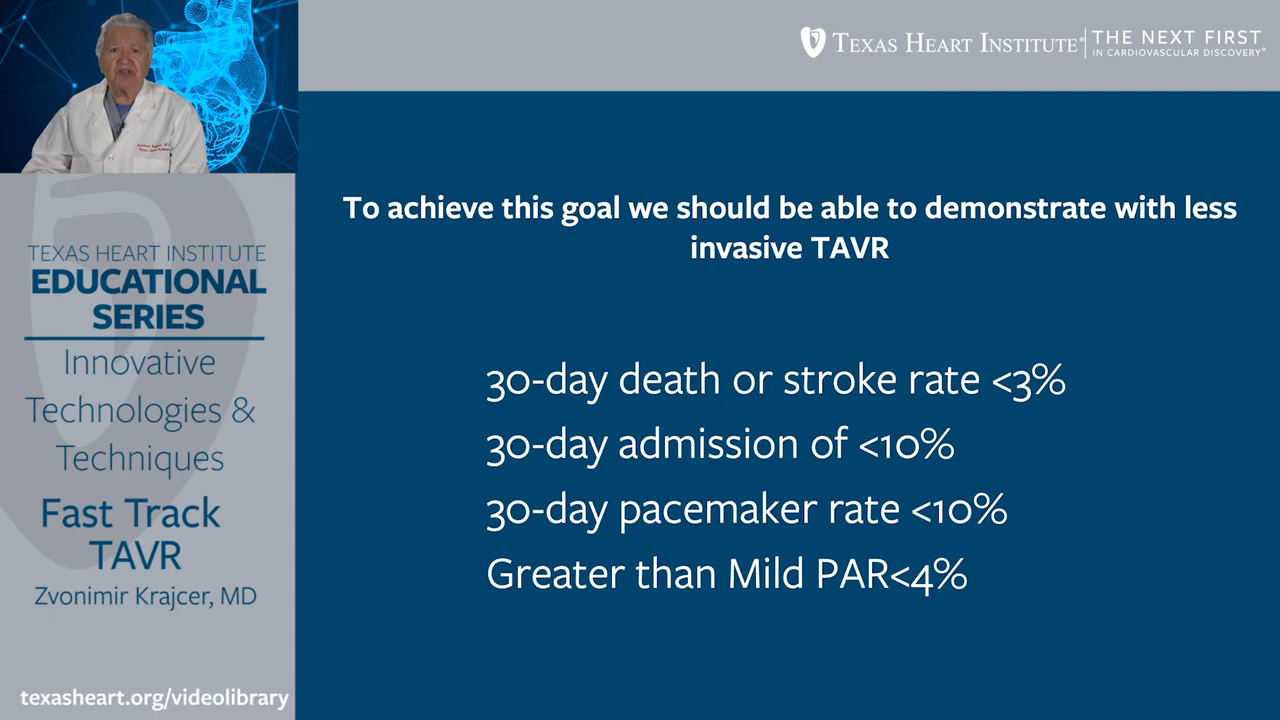 TEXAS HEART INSTITUTE®
THE NEXT FIRST
IN CARDIOVASCULAR DISCOVERY®
To achieve this goal we should be able to demonstrate with less
invasive TAVR
30-day death or stroke rate <3%
30-day admission of <10%
30-day pacemaker rate <10%
Greater than Mild PAR<4%
TEXAS HEART INSTITUTE
EDUCATIONAL
SERIES
Innovative
Technologies &
Techniques
Fast Track
TAVR
Zvonimir Krajcer, MD
texasheart.org/videolibrary